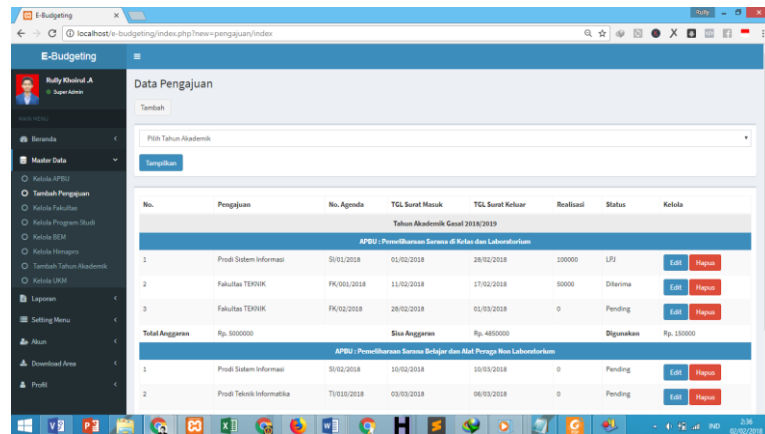 E-Budgeting
Rully
localhost/e-budgeting/index.php?new=pengajuan/index
E-Budgeting
Rully Khoirul .A
Super Admin
MAIN MENU
Beranda
Master Data
Kelola APBU
Tambah Pengajuan
Kelola Fakultas
Kelola Program Studi
Kelola BEM
Kelola Himapro
Tambah Tahun Akademik
Kelola UKM
Laporan
Setting Menu
Akun
Download Area
Profil
Data Pengajuan
Tambah
Pilih Tahun Akademik
Tampilkan
No. Pengajuan No. Agenda TGL Surat Masuk TGL Surat Keluar Realisasi Status Kelola
Tahun Akademik Gasal 2018/2019
APBU : Pemeliharaan Sarana di Kelas dan Laboratorium
1 Prodi Sistem Informasi SI/01/2018 01/02/2018 28/02/2018 100000 LPJ Edit Hapus
2 Fakultas TEKNIK FK/001/2018 11/02/2018 17/02/2018 50000 Diterima Edit Hapus
3 Fakultas TEKNIK FK/02/2018 28/02/2018 01/03/2018 0 Pending Edit Hapus
Total Anggaran Rp. 5000000 Sisa Anggaran Rp. 4850000 Digunakan Rp. 150000
APBU : Pemeliharaan Sarana Belajar dan Alat Peraga Non Laboratorium
1 Prodi Sistem Informasi SI/02/2018 10/02/2018 10/03/2018 0 Pending Edit Hapus
2 Prodi Teknik Informatika TI/010/2018 03/03/2018 06/03/2018 0 Pending Edit Hapus
IND
2:36
02/02/2018